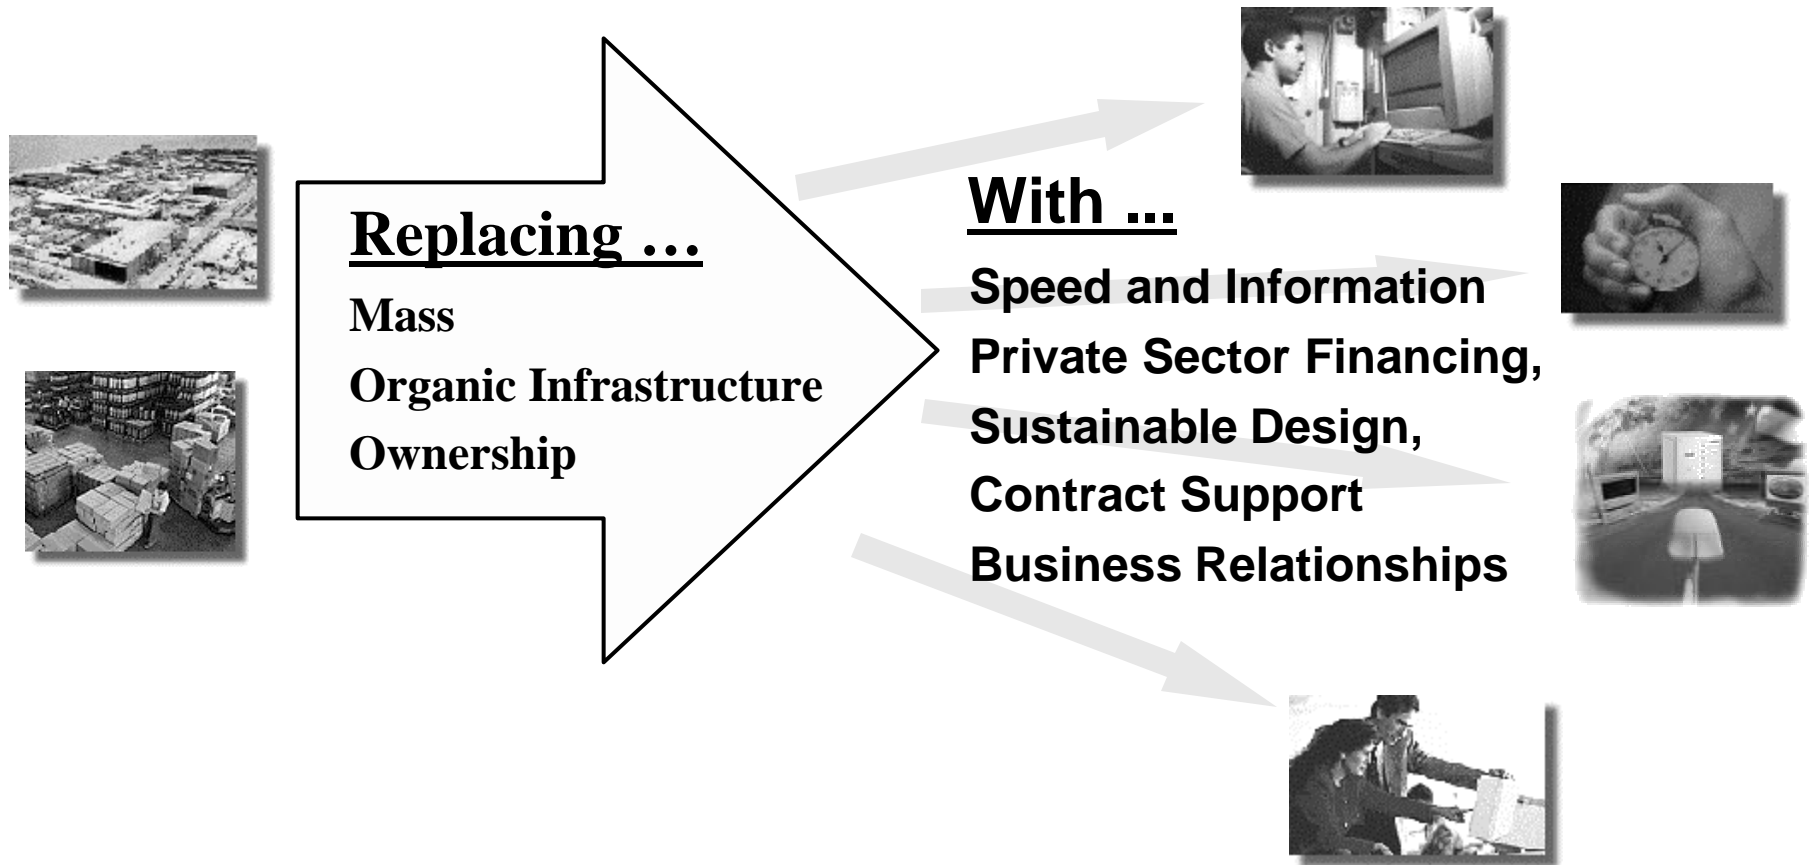 Replacing …
Mass
Organic Infrastructure
Ownership
With ...
Speed and Information
Private Sector Financing,
Sustainable Design,
Contract Support
Business Relationships